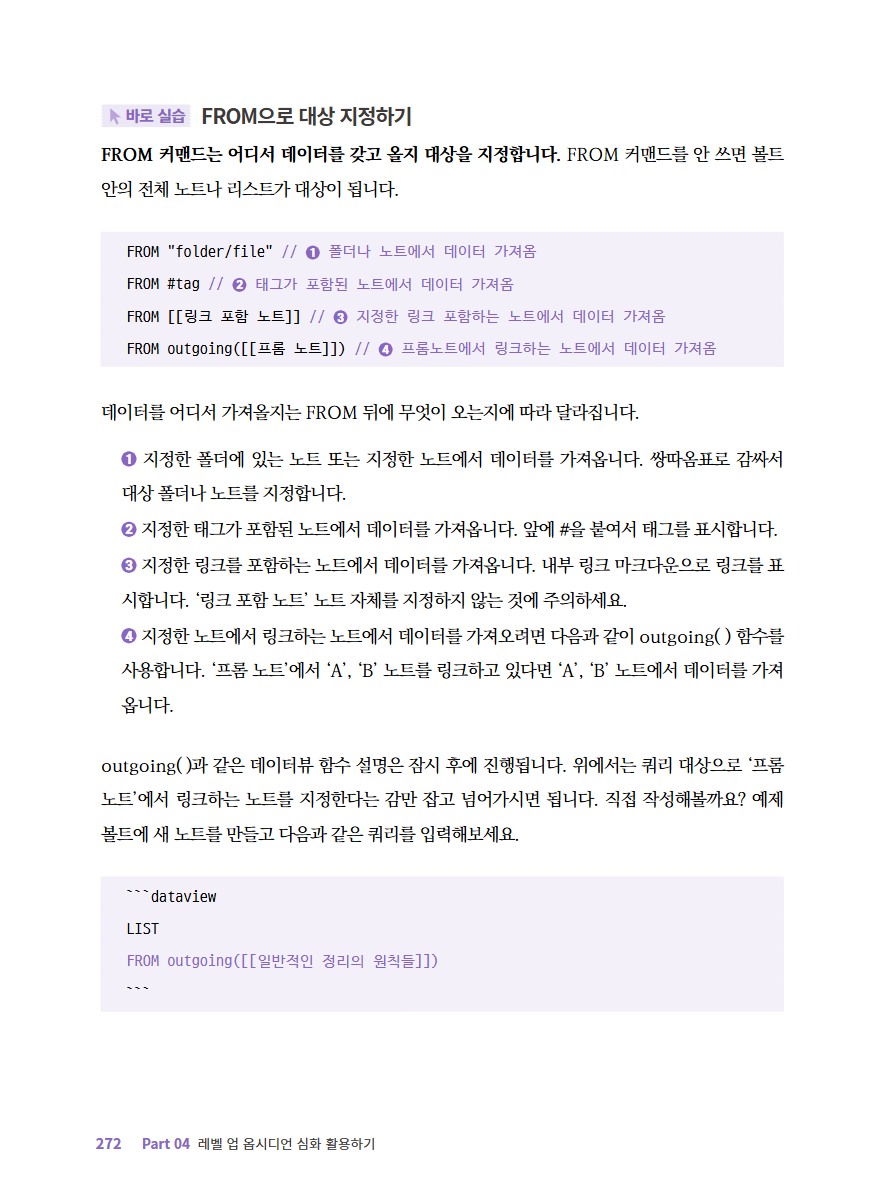 바로 실습 FROM으로 대상 지정하기
FROM 커맨드는 어디서 데이터를 갖고 올지 대상을 지정합니다. FROM 커맨드를 안 쓰면 볼트
안의 전체 노트나 리스트가 대상이 됩니다.
FROM "folder/file" // ❶ 폴더나 노트에서 데이터 가져옴
FROM #tag // ❷ 태그가 포함된 노트에서 데이터 가져옴
FROM [[링크 포함 노트]] // ❸ 지정한 링크 포함하는 노트에서 데이터 가져옴
FROM outgoing([[프롬 노트]]) // ❹ 프롬노트에서 링크하는 노트에서 데이터 가져옴
데이터를 어디서 가져올지는 FROM 뒤에 무엇이 오는지에 따라 달라집니다.
❶ 지정한 폴더에 있는 노트 또는 지정한 노트에서 데이터를 가져옵니다. 쌍따옴표로 감싸서
대상 폴더나 노트를 지정합니다.
❷ 지정한 태그가 포함된 노트에서 데이터를 가져옵니다. 앞에 #을 붙여서 태그를 표시합니다.
❸ 지정한 링크를 포함하는 노트에서 데이터를 가져옵니다. 내부 링크 마크다운으로 링크를 표
시합니다. ‘링크 포함 노트’ 노트 자체를 지정하지 않는 것에 주의하세요.
❹ 지정한 노트에서 링크하는 노트에서 데이터를 가져오려면 다음과 같이 outgoing( ) 함수를
사용합니다. ‘프롬 노트’에서 ‘A’, ‘B’ 노트를 링크하고 있다면 ‘A’, ‘B’ 노트에서 데이터를 가져
옵니다.
outgoing( )과 같은 데이터뷰 함수 설명은 잠시 후에 진행됩니다. 위에서는 쿼리 대상으로 ‘프롬
노트’에서 링크하는 노트를 지정한다는 감만 잡고 넘어가시면 됩니다. 직접 작성해볼까요? 예제
볼트에 새 노트를 만들고 다음과 같은 쿼리를 입력해보세요.
```dataview
LIST
FROM outgoing([[일반적인 정리의 원칙들]])
```
272 Part 04 레벨 업 옵시디언 심화 활용하기